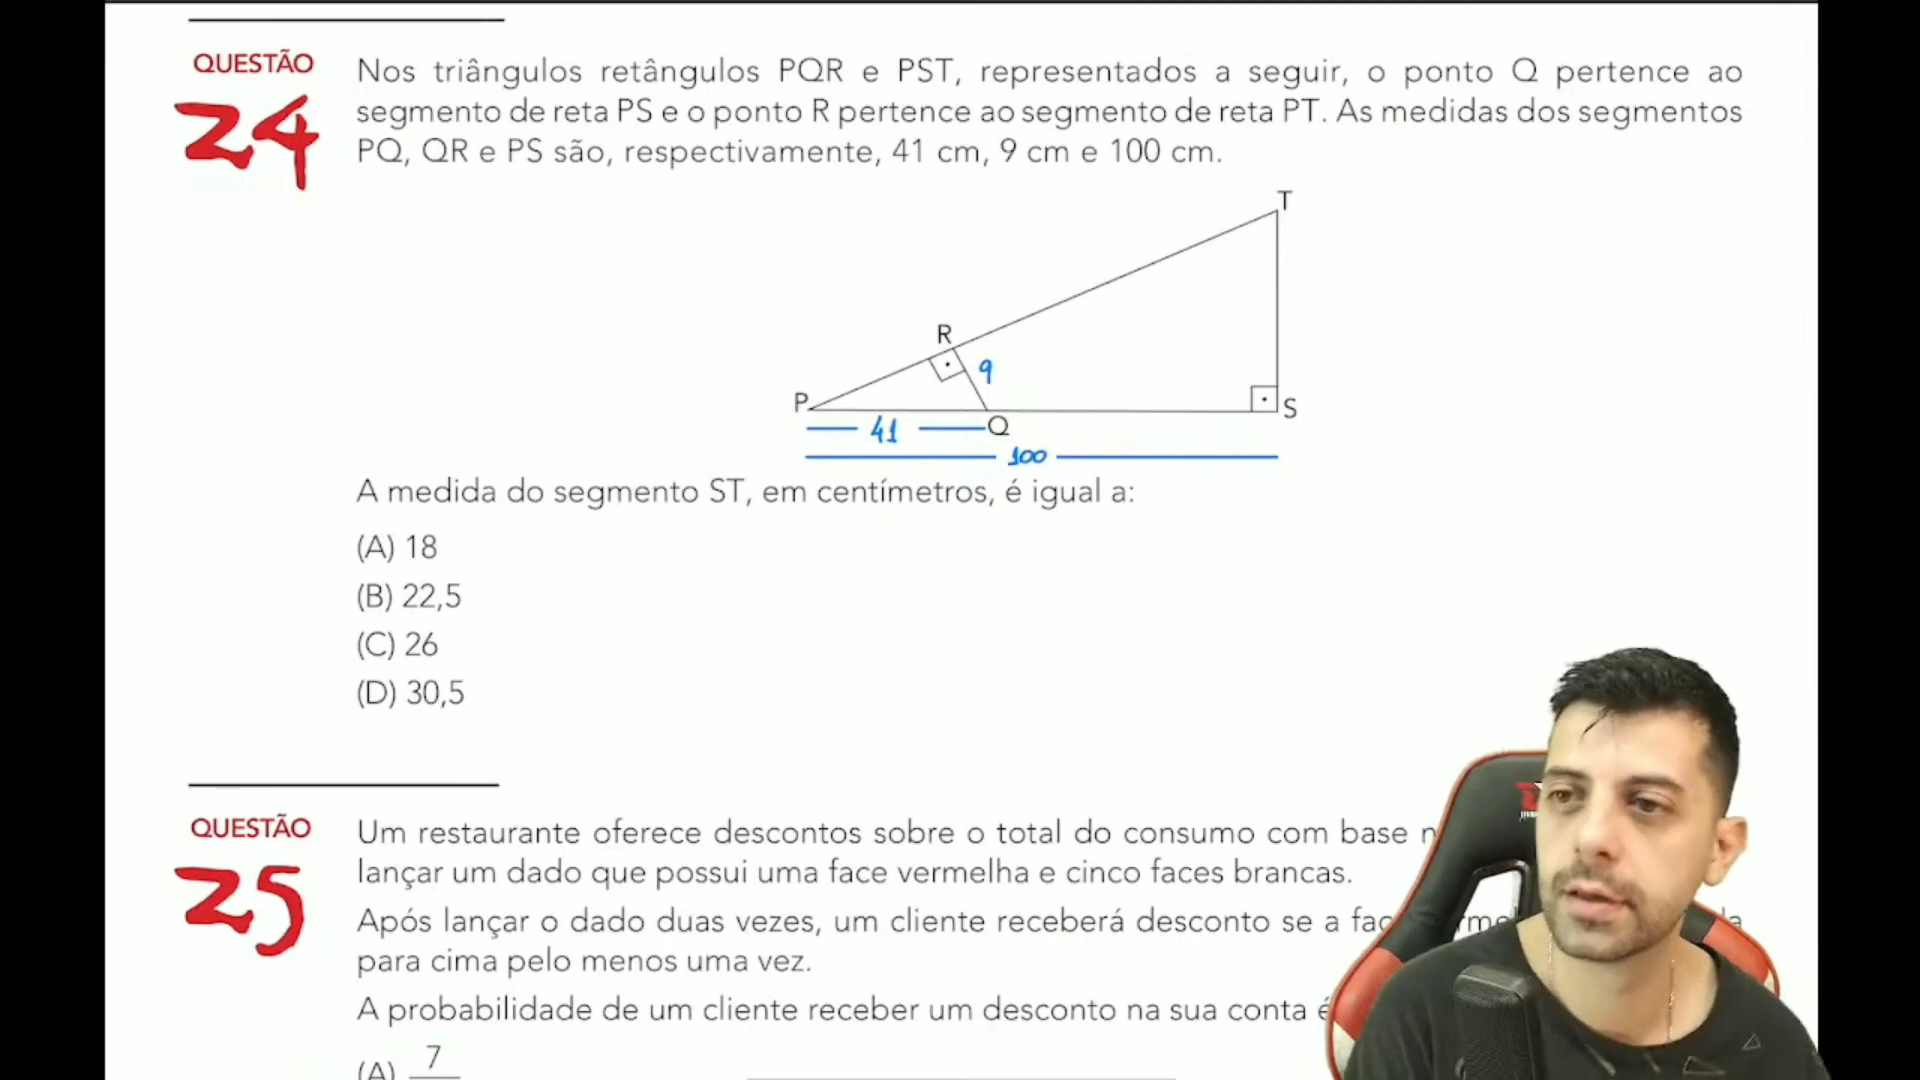 QUESTÃO
24
Nos triângulos retângulos PQR e PST, representados a seguir, o ponto Q pertence ao
segmento de reta PS e o ponto R pertence ao segmento de reta PT. As medidas dos segmentos
PQ, QR e PS são, respectivamente, 41 cm, 9 cm e 100 cm.
T
R
9
P
S
41
Q
100
A medida do segmento ST, em centímetros, é igual a:
(A) 18
(B) 22,5
(C) 26
(D) 30,5
QUESTÃO
25
Um restaurante oferece descontos sobre o total do consumo com base
lançar um dado que possui uma face vermelha e cinco faces brancas.
Após lançar o dado duas vezes, um cliente receberá desconto se a
para cima pelo menos uma vez.
A probabilidade de um cliente receber um desconto na sua conta é
(A) 7